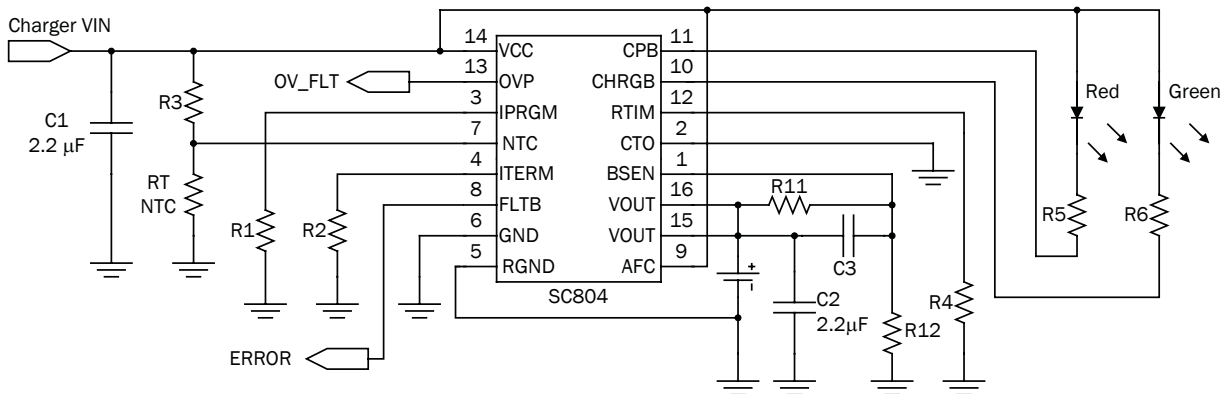 Charger VIN
C1
2.2 µF
R3
RT
NTC
OV_FLT
R1
R2
ERROR
14 VCC
13 OVP
3 IPRGM
7 NTC
4 ITERM
8 FLTB
6 GND
5 RGND
CPB 11
CHRGB 10
RTIM 12
CTO 2
BSEN 1
VOUT 16
VOUT 15
AFC 9
SC804
R11
C3
+
-
C2
2.2µF
R12
R4
Red
Green
R5
R6